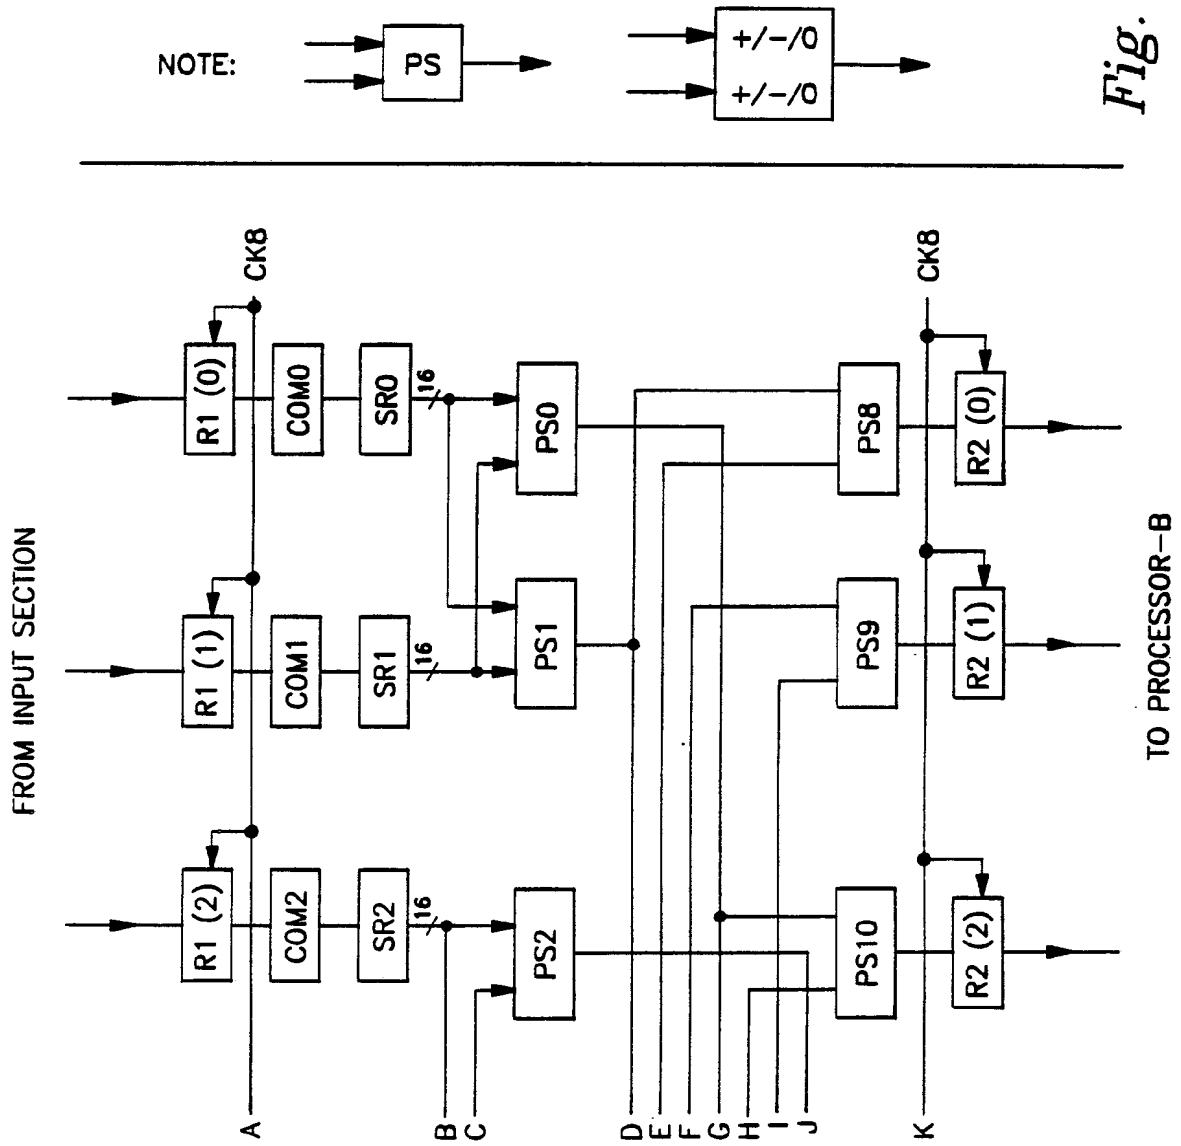 NOTE:
PS
+/−/0
+/−/0
Fig.
FROM INPUT SECTION
CK8
R1 (2)
R1 (1)
R1 (0)
A
COM2
COM1
COM0
SR2
SR1
SR0
16
16
16
B
C
PS2
PS1
PS0
D
E
F
G
H
I
J
PS10
PS9
PS8
CK8
K
R2 (2)
R2 (1)
R2 (0)
TO PROCESSOR−B